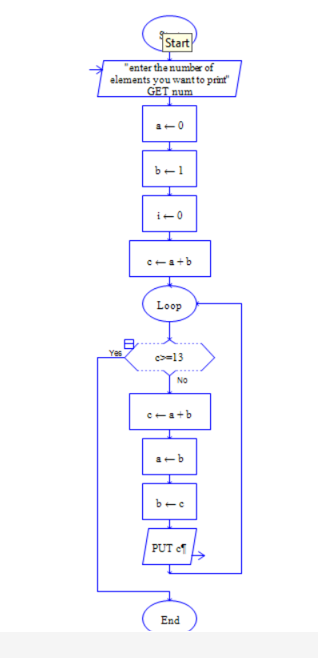 Start
"enter the number of
elements you want to print"
GET num
a ← 0
b ← 1
i ← 0
c ← a + b
Loop
c>=13
Yes
No
c ← a + b
a ← b
b ← c
PUT c¶
End